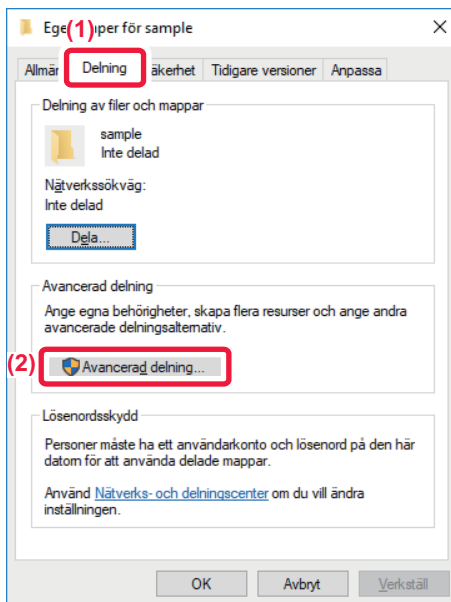 (1)
Ege per för sample
Allmär Delning äkerhet Tidigare versioner Anpassa
Delning av filer och mappar
sample
Inte delad
Nätverkssökväg:
Inte delad
Dela...
Avancerad delning
Ange egna behörigheter, skapa flera resurser och ange andra
avancerade delningsalternativ.
(2) Avancerad delning...
Lösenordsskydd
Personer måste ha ett användarkonto och lösenord på den här
datorn för att använda delade mappar.
Använd Nätverks- och delningscenter om du vill ändra
inställningen.
OK Avbryt Verkställ